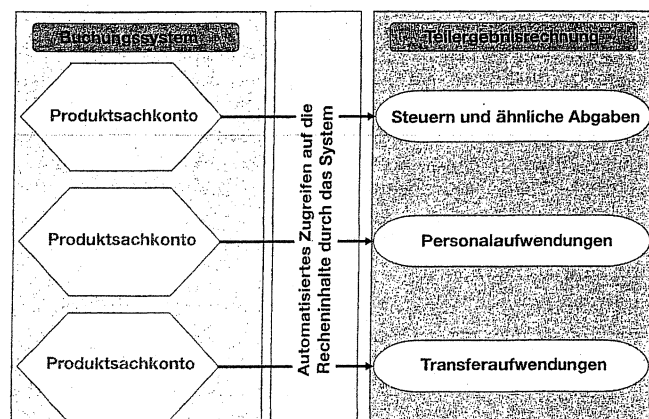 Buchungssystem
Teilergebnisrechnung
Produktsachkonto
Steuern und ähnliche Abgaben
Produktsachkonto
Personalaufwendungen
Produktsachkonto
Transferaufwendungen
Automatisiertes Zugreifen auf die
Recheninhalte durch das System